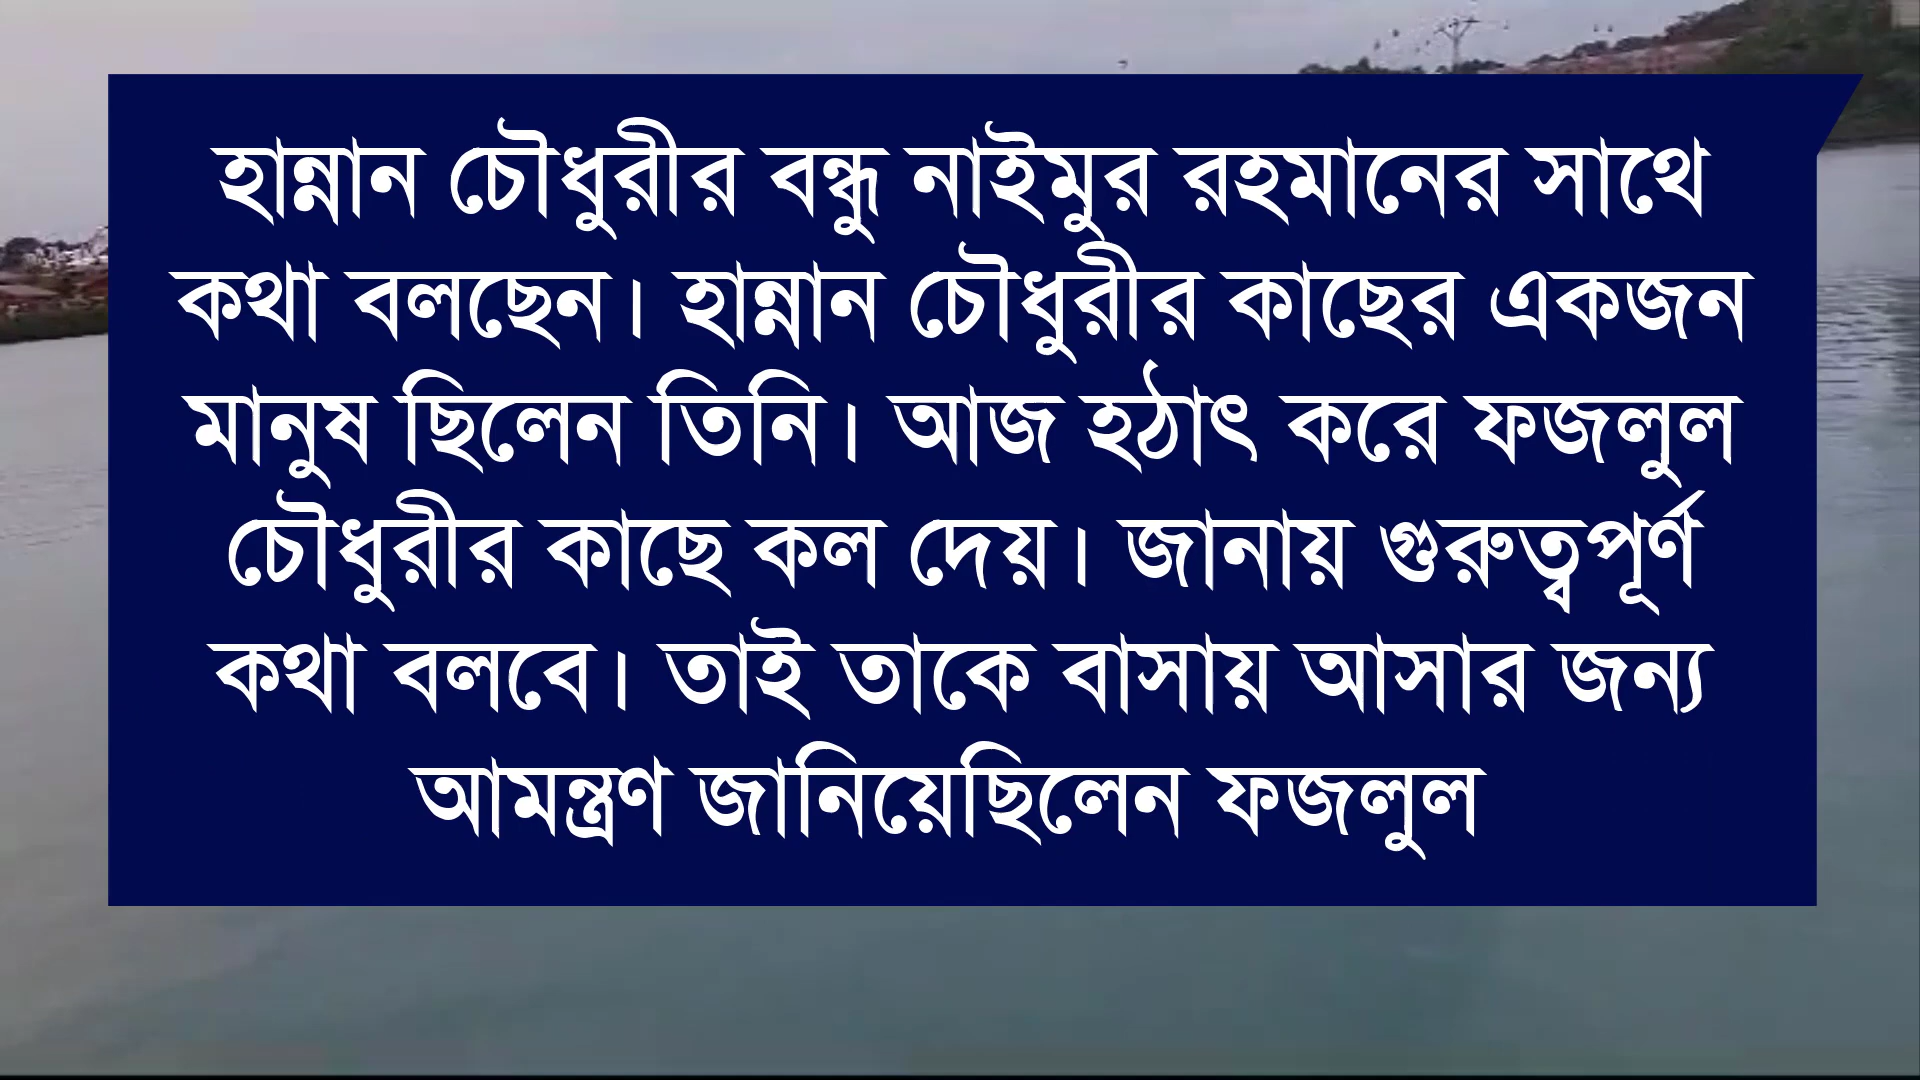 হান্নান চৌধুরীর বন্ধু নাইমুর রহমানের সাথে
কথা বলছেন। হান্নান চৌধুরীর কাছের একজন
মানুষ ছিলেন তিনি। আজ হঠাৎ করে ফজলুল
চৌধুরীর কাছে কল দেয়। জানায় গুরুত্বপূর্ণ
কথা বলবে। তাই তাকে বাসায় আসার জন্য
আমন্ত্রণ জানিয়েছিলেন ফজলুল